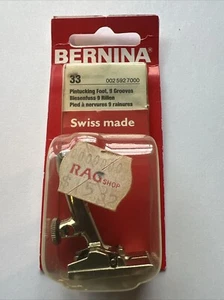 BERNINA
33 002 592 7000
Pintucking Foot, 9 Grooves
Biesenfuss 9 Rillen
Pied à nervures 9 rainures
Swiss made
RAG SHOP